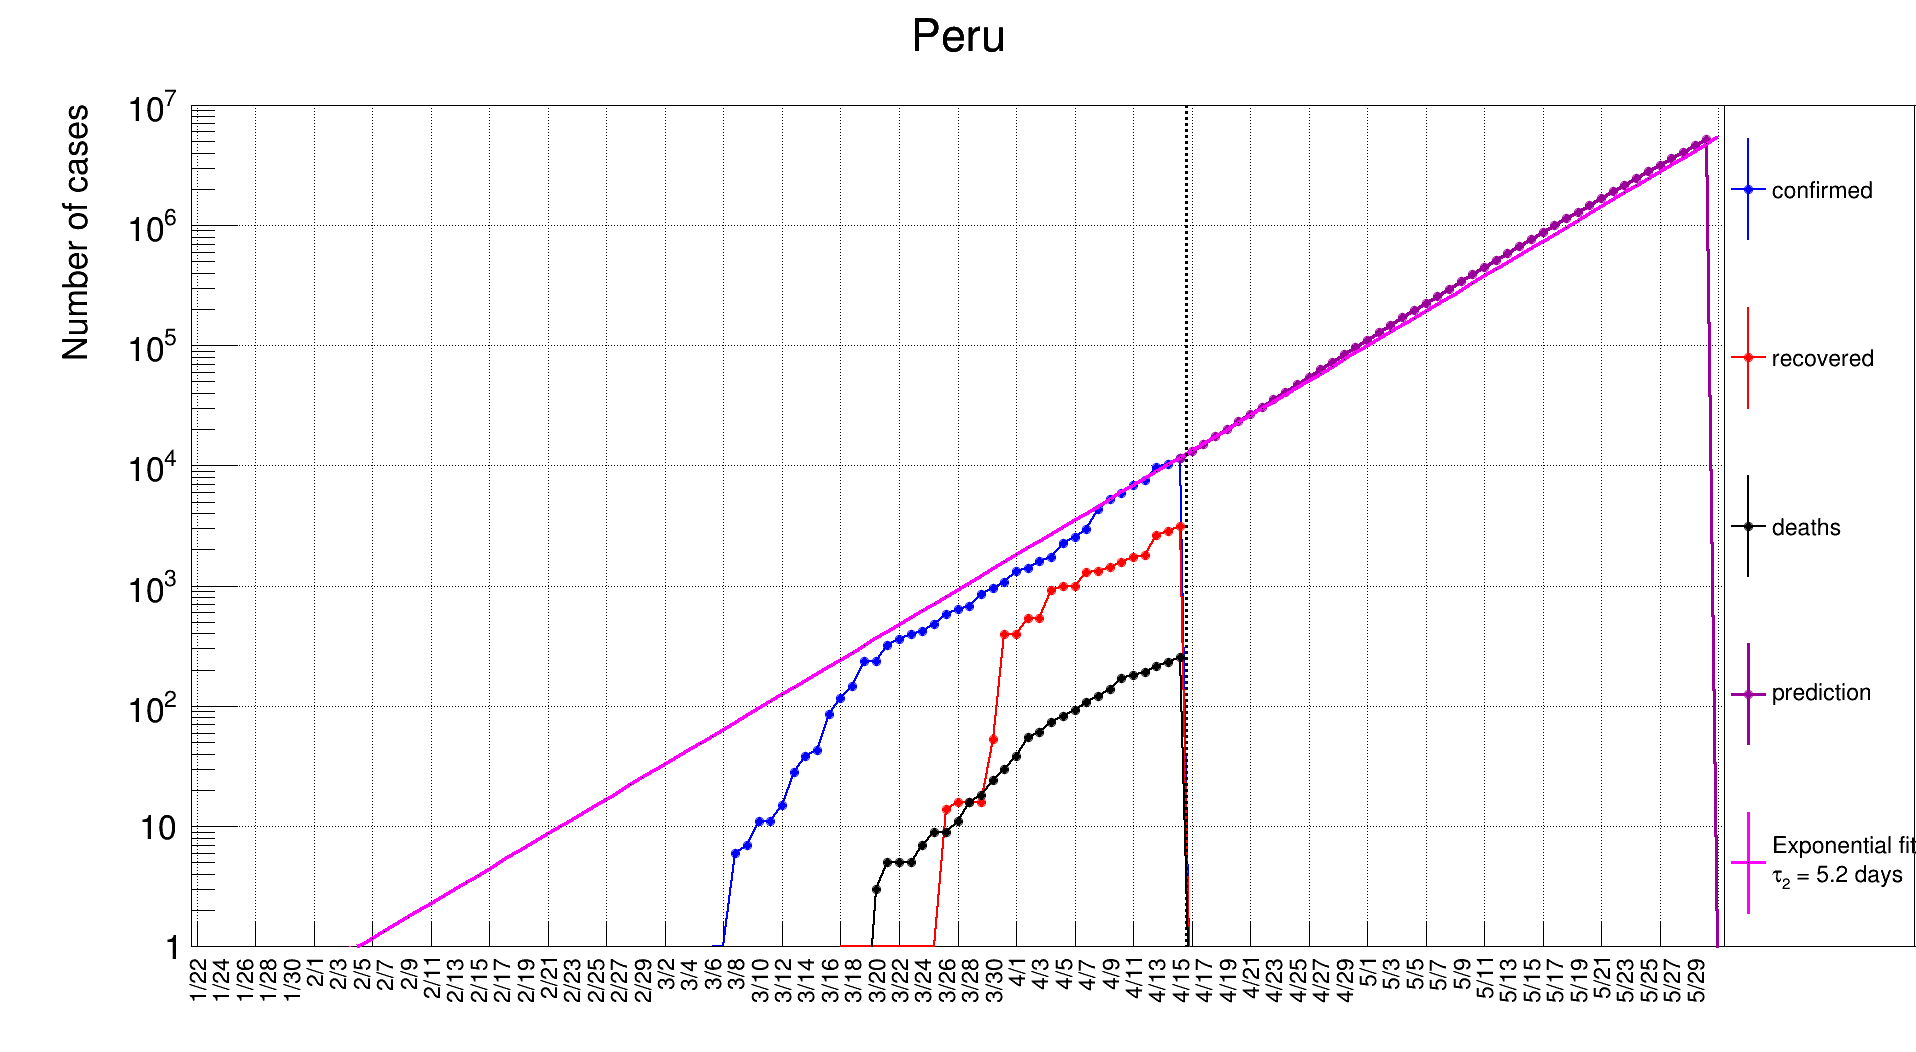 Peru
Number of cases
10^7
10^6
10^5
10^4
10^3
10^2
10
1
1/22 1/24 1/26 1/28 1/30 2/1 2/3 2/5 2/7 2/9 2/11 2/13 2/15 2/17 2/19 2/21 2/23 2/25 2/27 2/29 3/2 3/4 3/6 3/8 3/10 3/12 3/14 3/16 3/18 3/20 3/22 3/24 3/26 3/28 3/30 4/1 4/3 4/5 4/7 4/9 4/11 4/13 4/15 4/17 4/19 4/21 4/23 4/25 4/27 4/29 5/1 5/3 5/5 5/7 5/9 5/11 5/13 5/15 5/17 5/19 5/21 5/23 5/25 5/27 5/29
confirmed
recovered
deaths
prediction
Exponential fit
τ₂ = 5.2 days